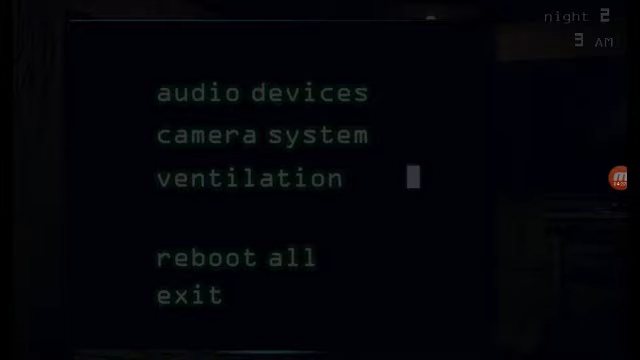 night 2
3 AM
audio devices
camera system
ventilation
reboot all
exit